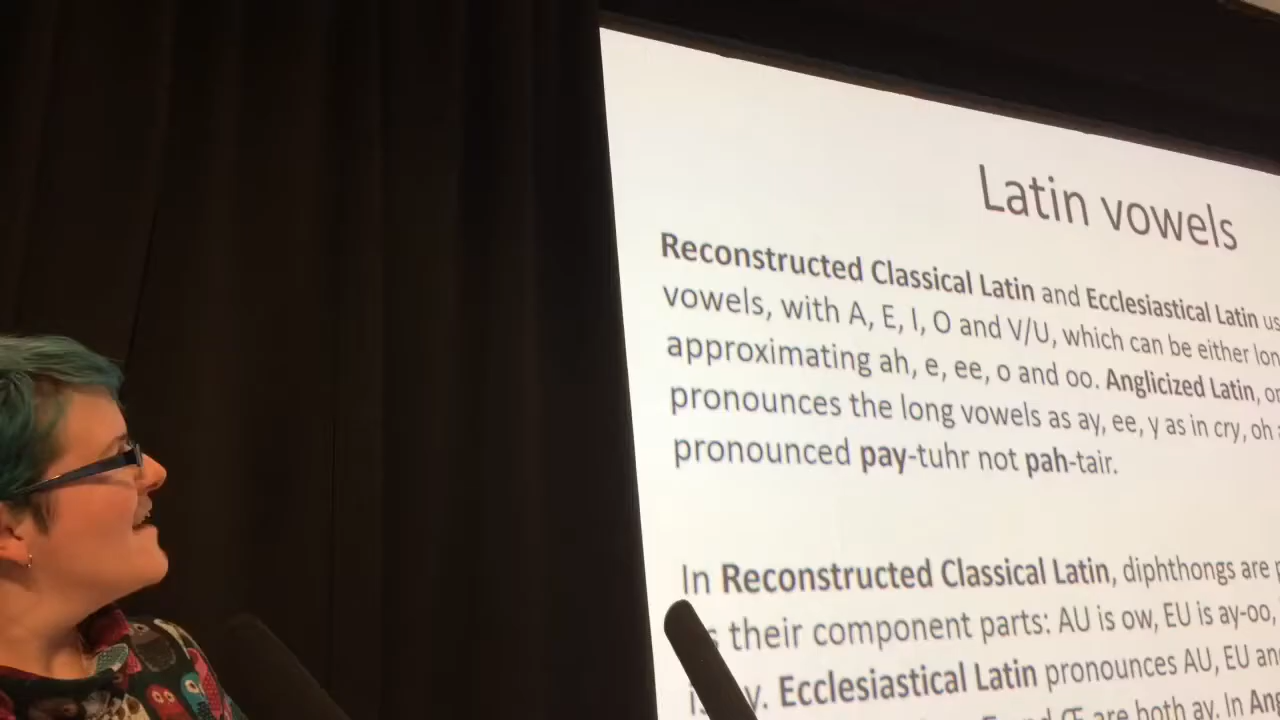 Latin vowels
Reconstructed Classical Latin and Ecclesiastical Latin
vowels, with A, E, I, O and V/U, which can be either
approximating ah, e, ee, o and oo. Anglicized Latin,
pronounces the long vowels as ay, ee, y as in cry, oh
pronounced pay-tuhr not pah-tair.
In Reconstructed Classical Latin, diphthongs are
their component parts: AU is ow, EU is ay-oo,
Ecclesiastical Latin pronounces AU, EU
are both ay. In